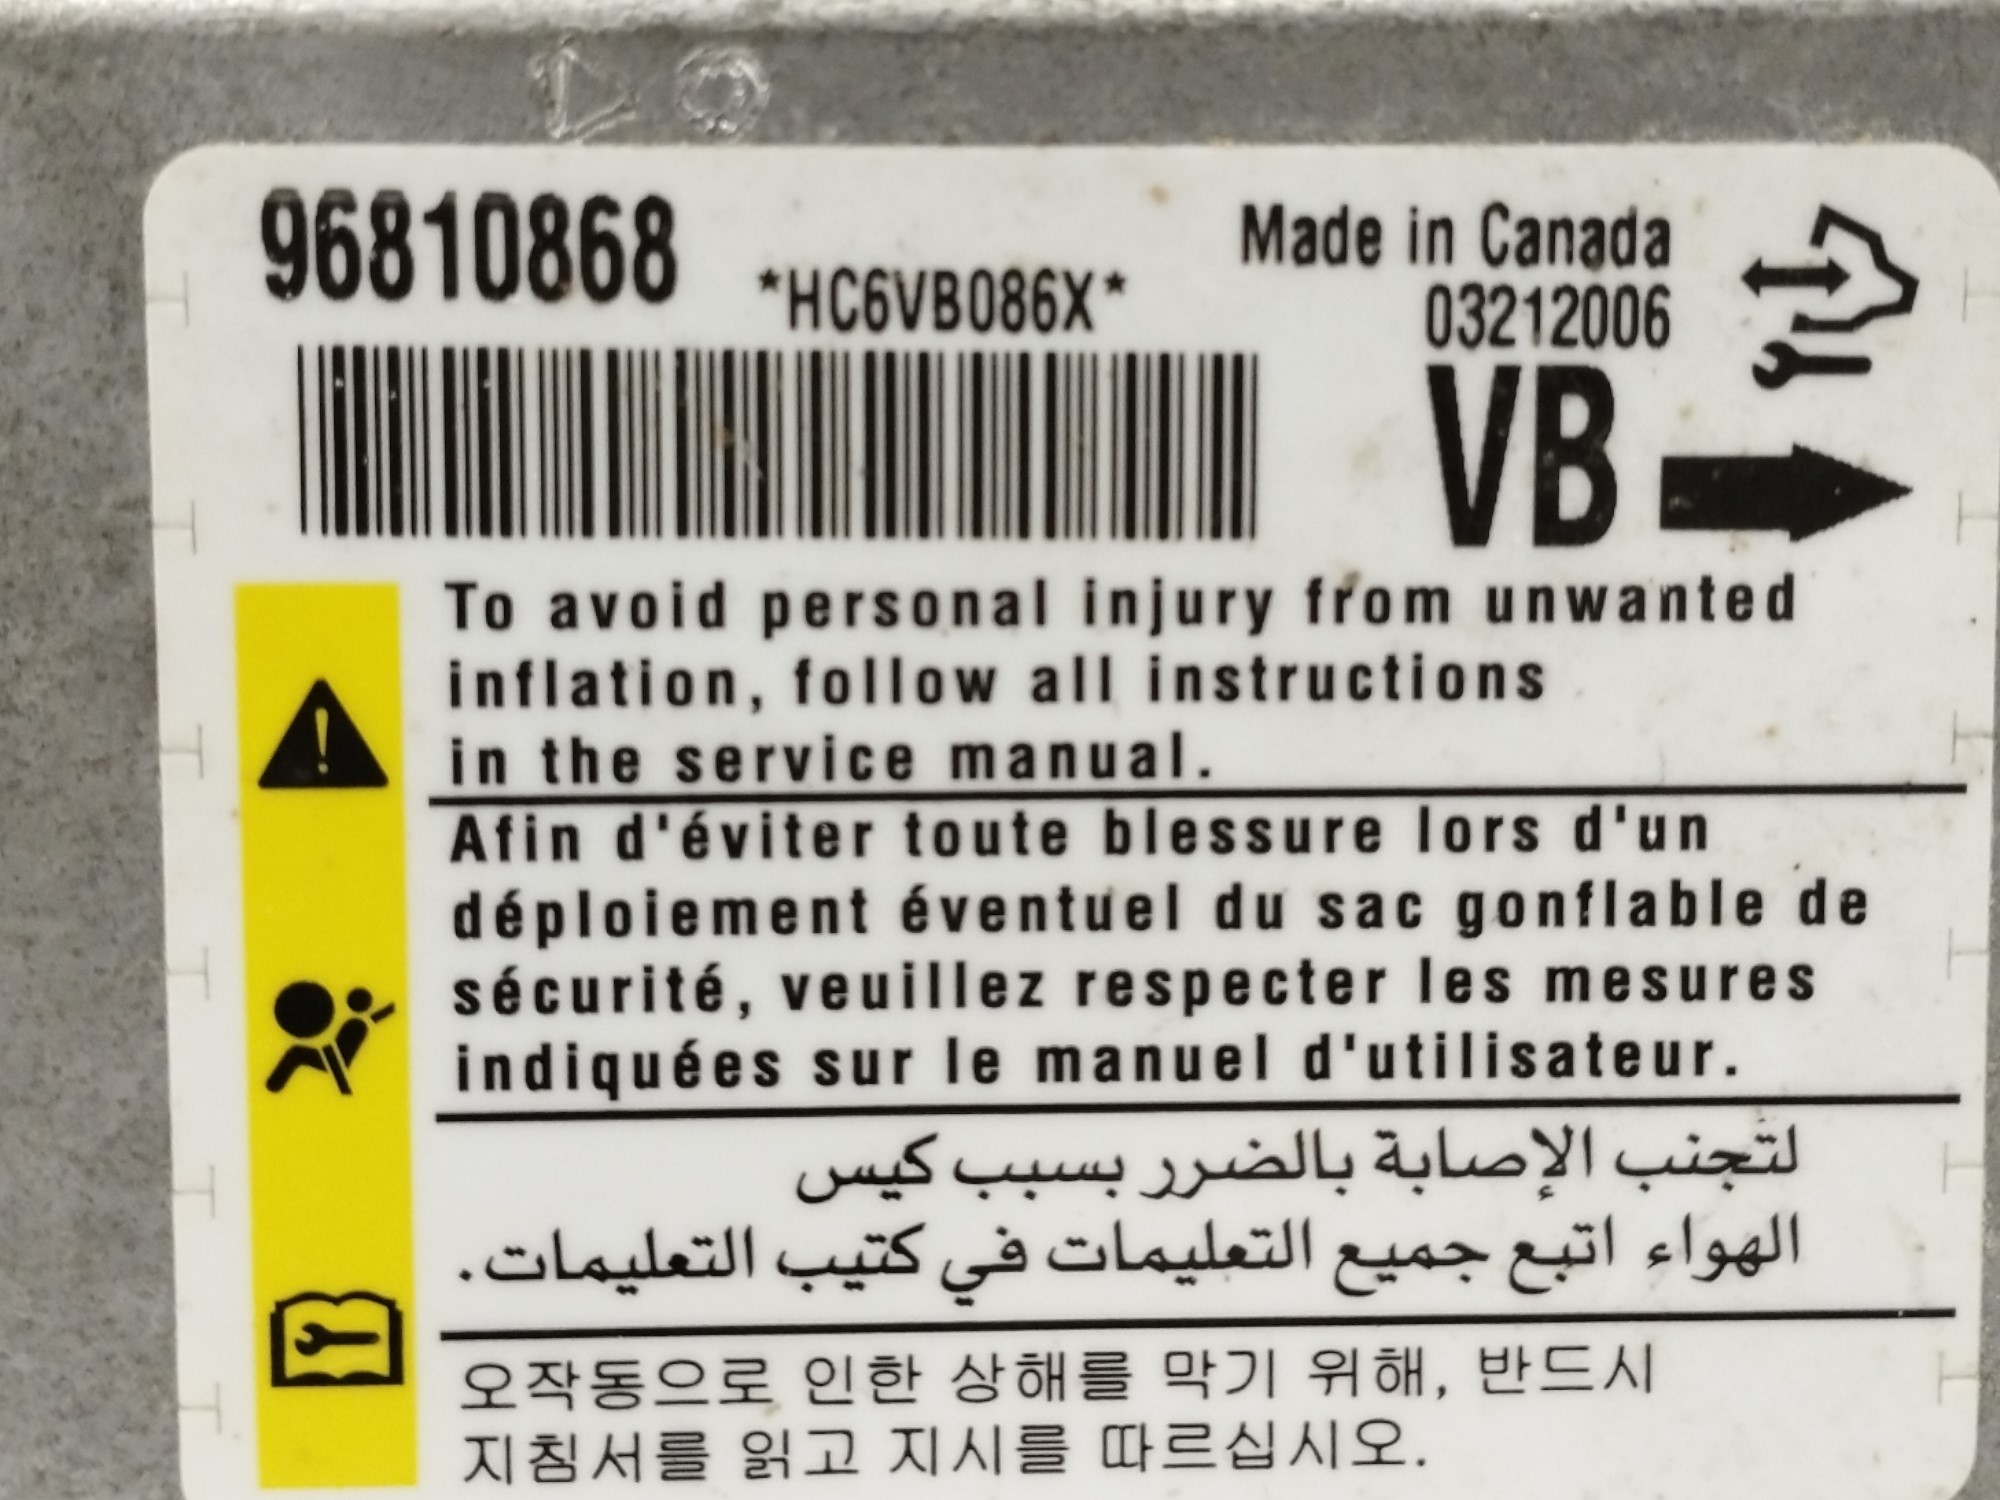 96810868
*HC6VB086X*
Made in Canada
03212006
VB
To avoid personal injury from unwanted
inflation, follow all instructions
in the service manual.
Afin d'éviter toute blessure lors d'un
déploiement éventuel du sac gonflable de
sécurité, veuillez respecter les mesures
indiquées sur le manuel d'utilisateur.
لتجنب الإصابة بالضرر بسبب كيس
الهواء اتبع جميع التعليمات في كتيب التعليمات.
오작동으로 인한 상해를 막기 위해, 반드시
지침서를 읽고 지시를 따르십시오.